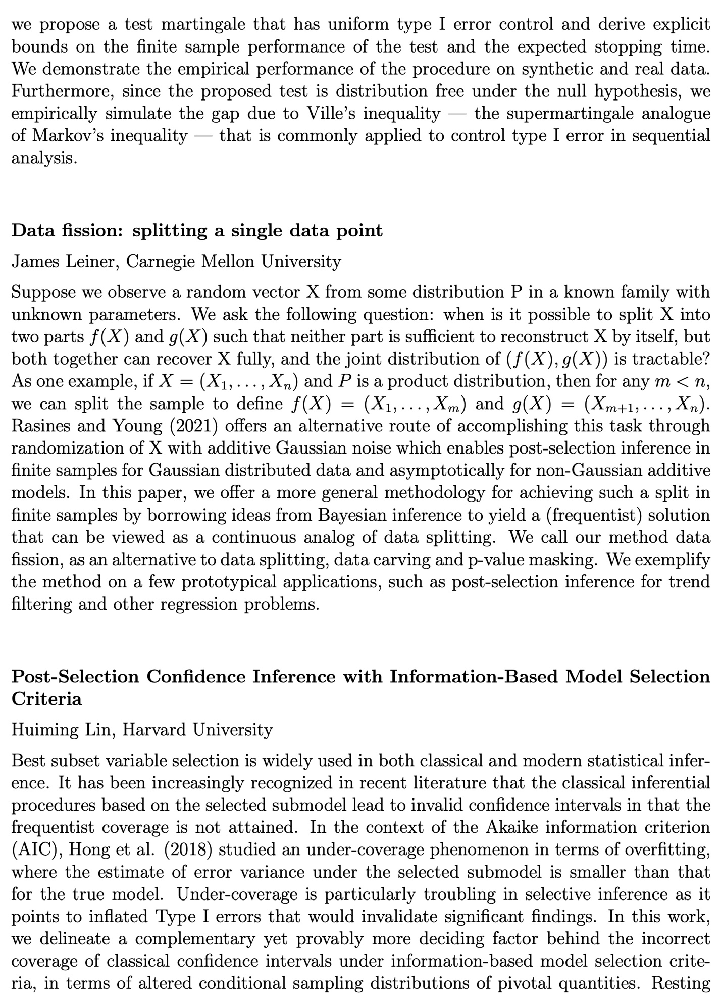 we propose a test martingale that has uniform type I error control and derive explicit
bounds on the finite sample performance of the test and the expected stopping time.
We demonstrate the empirical performance of the procedure on synthetic and real data.
Furthermore, since the proposed test is distribution free under the null hypothesis, we
empirically simulate the gap due to Ville's inequality — the supermartingale analogue
of Markov's inequality — that is commonly applied to control type I error in sequential
analysis.
Data fission: splitting a single data point
James Leiner, Carnegie Mellon University
Suppose we observe a random vector X from some distribution P in a known family with
unknown parameters. We ask the following question: when is it possible to split X into
two parts f(X) and g(X) such that neither part is sufficient to reconstruct X by itself, but
both together can recover X fully, and the joint distribution of (f(X), g(X)) is tractable?
As one example, if X = (X₁, . . . , Xₙ) and P is a product distribution, then for any m < n,
we can split the sample to define f(X) = (X₁, . . . , Xₘ) and g(X) = (Xₘ₊₁, . . . , Xₙ).
Rasines and Young (2021) offers an alternative route of accomplishing this task through
randomization of X with additive Gaussian noise which enables post-selection inference in
finite samples for Gaussian distributed data and asymptotically for non-Gaussian additive
models. In this paper, we offer a more general methodology for achieving such a split in
finite samples by borrowing ideas from Bayesian inference to yield a (frequentist) solution
that can be viewed as a continuous analog of data splitting. We call our method data
fission, as an alternative to data splitting, data carving and p-value masking. We exemplify
the method on a few prototypical applications, such as post-selection inference for trend
filtering and other regression problems.
Post-Selection Confidence Inference with Information-Based Model Selection
Criteria
Huiming Lin, Harvard University
Best subset variable selection is widely used in both classical and modern statistical infer-
ence. It has been increasingly recognized in recent literature that the classical inferential
procedures based on the selected submodel lead to invalid confidence intervals in that the
frequentist coverage is not attained. In the context of the Akaike information criterion
(AIC), Hong et al. (2018) studied an under-coverage phenomenon in terms of overfitting,
where the estimate of error variance under the selected submodel is smaller than that
for the true model. Under-coverage is particularly troubling in selective inference as it
points to inflated Type I errors that would invalidate significant findings. In this work,
we delineate a complementary yet provably more deciding factor behind the incorrect
coverage of classical confidence intervals under information-based model selection crite-
ria, in terms of altered conditional sampling distributions of pivotal quantities. Resting